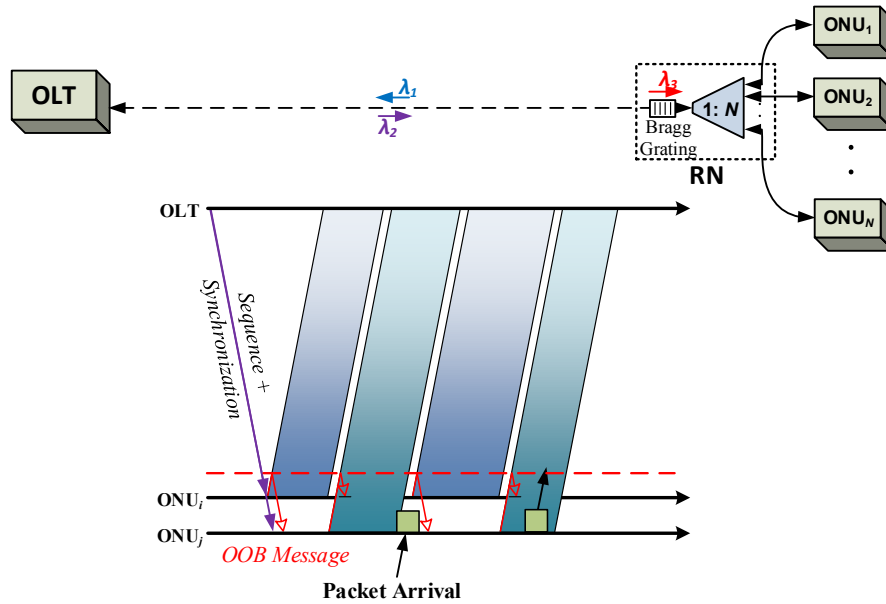 ONU1
OLT
λ1
λ2
λ3
1: N
Bragg
Grating
RN
ONU2
ONUN
OLT
Sequence +
Synchronization
ONUi
ONUj
OOB Message
Packet Arrival